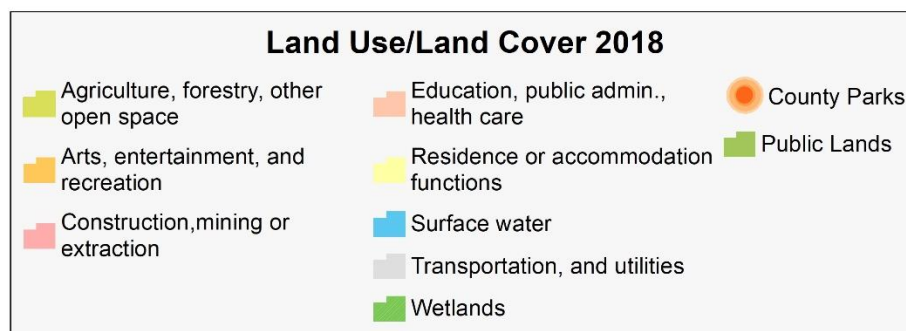 Land Use/Land Cover 2018
Agriculture, forestry, other
open space
Arts, entertainment, and
recreation
Construction,mining or
extraction
Education, public admin.,
health care
Residence or accommodation
functions
Surface water
Transportation, and utilities
Wetlands
County Parks
Public Lands